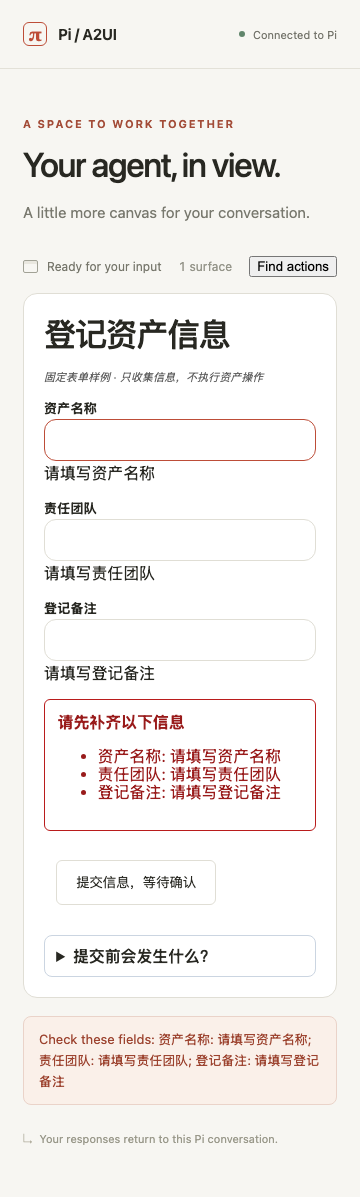 π Pi / A2UI
Connected to Pi
A SPACE TO WORK TOGETHER
Your agent, in view.
A little more canvas for your conversation.
Ready for your input 1 surface Find actions
登记资产信息
固定表单样例 · 只收集信息，不执行资产操作
资产名称
请填写资产名称
责任团队
请填写责任团队
登记备注
请填写登记备注
请先补齐以下信息
• 资产名称: 请填写资产名称
• 责任团队: 请填写责任团队
• 登记备注: 请填写登记备注
提交信息，等待确认
▶ 提交前会发生什么？
Check these fields: 资产名称: 请填写资产名称;
责任团队: 请填写责任团队; 登记备注: 请填写登记
备注
Your responses return to this Pi conversation.